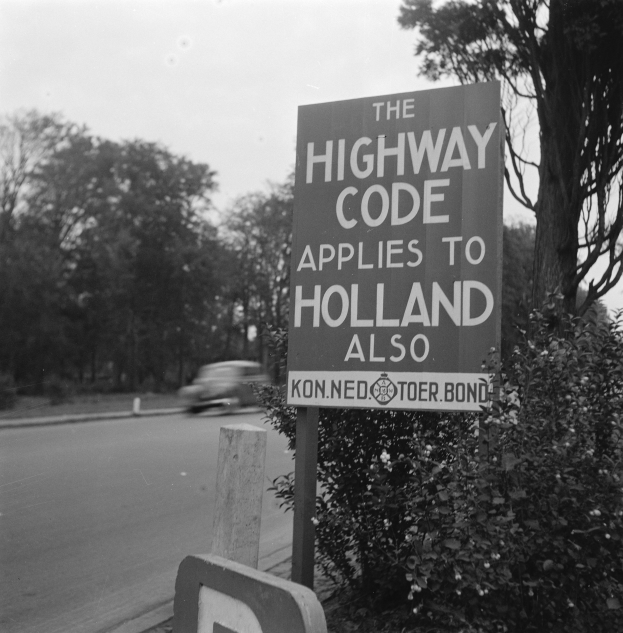 THE
HIGHWAY
CODE
APPLIES TO
HOLLAND
ALSO
KON.NED. TOER.BOND